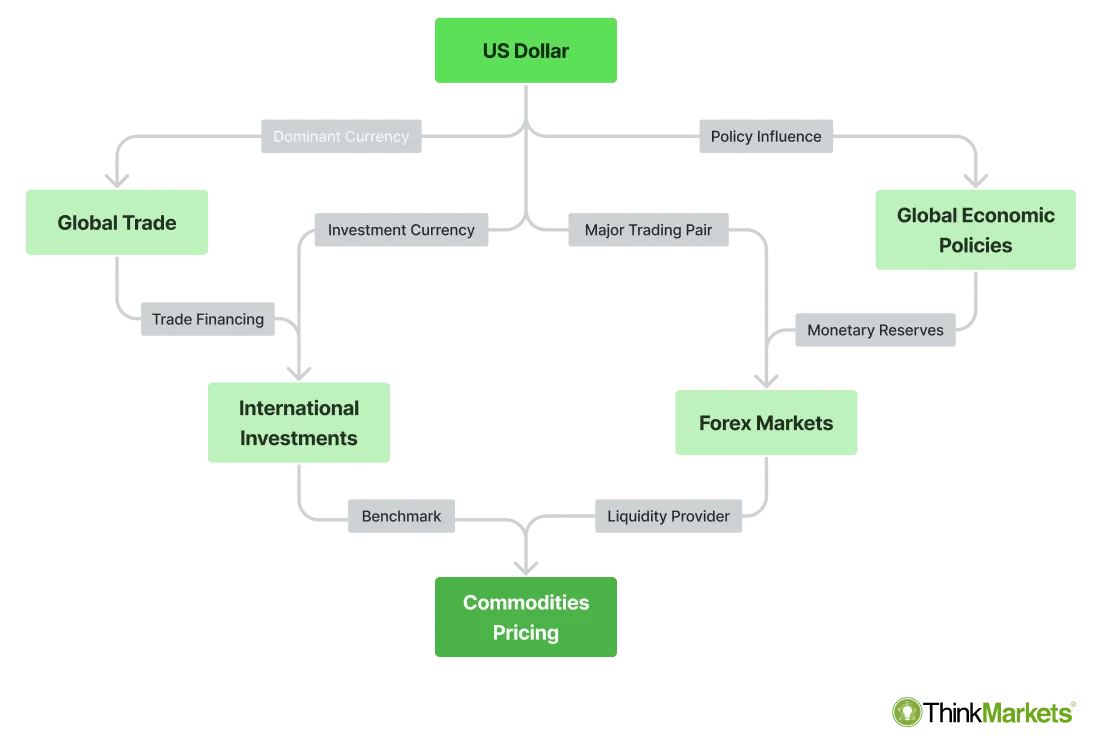 US Dollar
Dominant Currency
Policy Influence
Global Trade
Global Economic
Policies
Investment Currency
Major Trading Pair
Trade Financing
Monetary Reserves
International
Investments
Forex Markets
Benchmark
Liquidity Provider
Commodities
Pricing
ThinkMarkets®